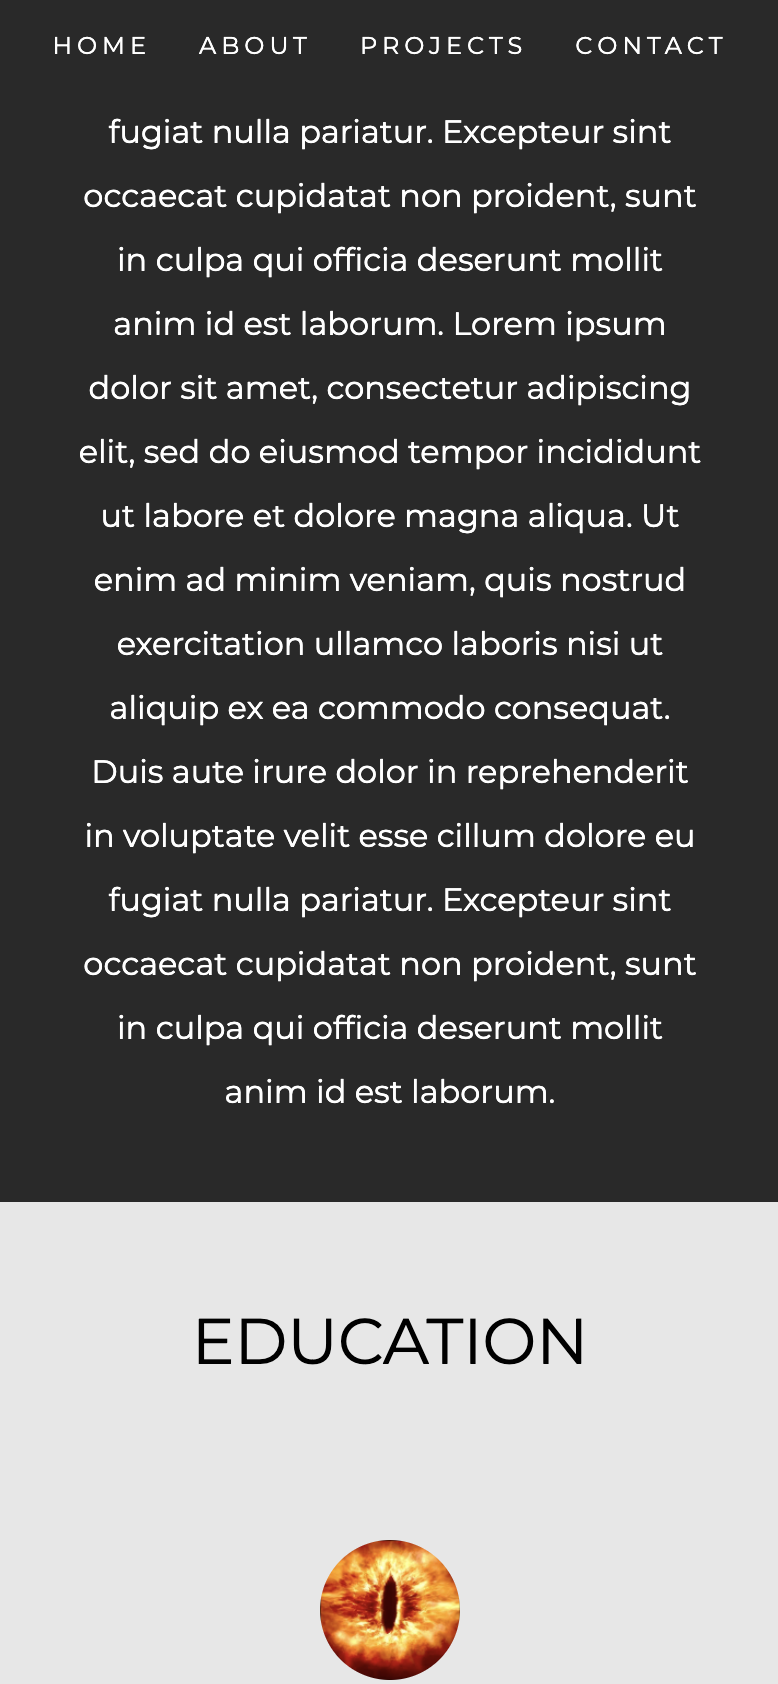 HOME ABOUT PROJECTS CONTACT
fugiat nulla pariatur. Excepteur sint
occaecat cupidatat non proident, sunt
in culpa qui officia deserunt mollit
anim id est laborum. Lorem ipsum
dolor sit amet, consectetur adipiscing
elit, sed do eiusmod tempor incididunt
ut labore et dolore magna aliqua. Ut
enim ad minim veniam, quis nostrud
exercitation ullamco laboris nisi ut
aliquip ex ea commodo consequat.
Duis aute irure dolor in reprehenderit
in voluptate velit esse cillum dolore eu
fugiat nulla pariatur. Excepteur sint
occaecat cupidatat non proident, sunt
in culpa qui officia deserunt mollit
anim id est laborum.
EDUCATION